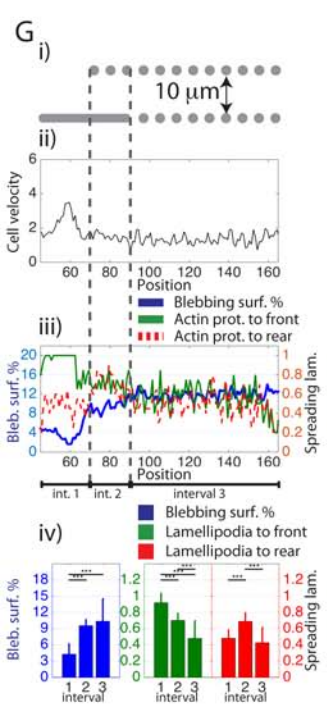 G
i)
10 μm
ii)
Cell velocity
6
4
2
0
60 80 100 120 140 160
Position
Blebbing surf. %
Actin prot. to front
Actin prot. to rear
iii)
Bleb. surf. %
20
16
12
8
4
0
1
0.8
0.6
0.4
0.2
0
Spreading lam.
60 80 100 120 140 160
Position
int. 1 int. 2 interval 3
Blebbing surf. %
Lamellipodia to front
Lamellipodia to rear
iv)
Bleb. surf. %
18
15
12
9
6
3
0
***
***
1 2 3
interval
1.2
1
0.8
0.6
0.4
0.2
0
***
***
***
1 2 3
interval
***
***
1 2 3
interval
1.2
1
0.8
0.6
0.4
0.2
0
Spreading lam.